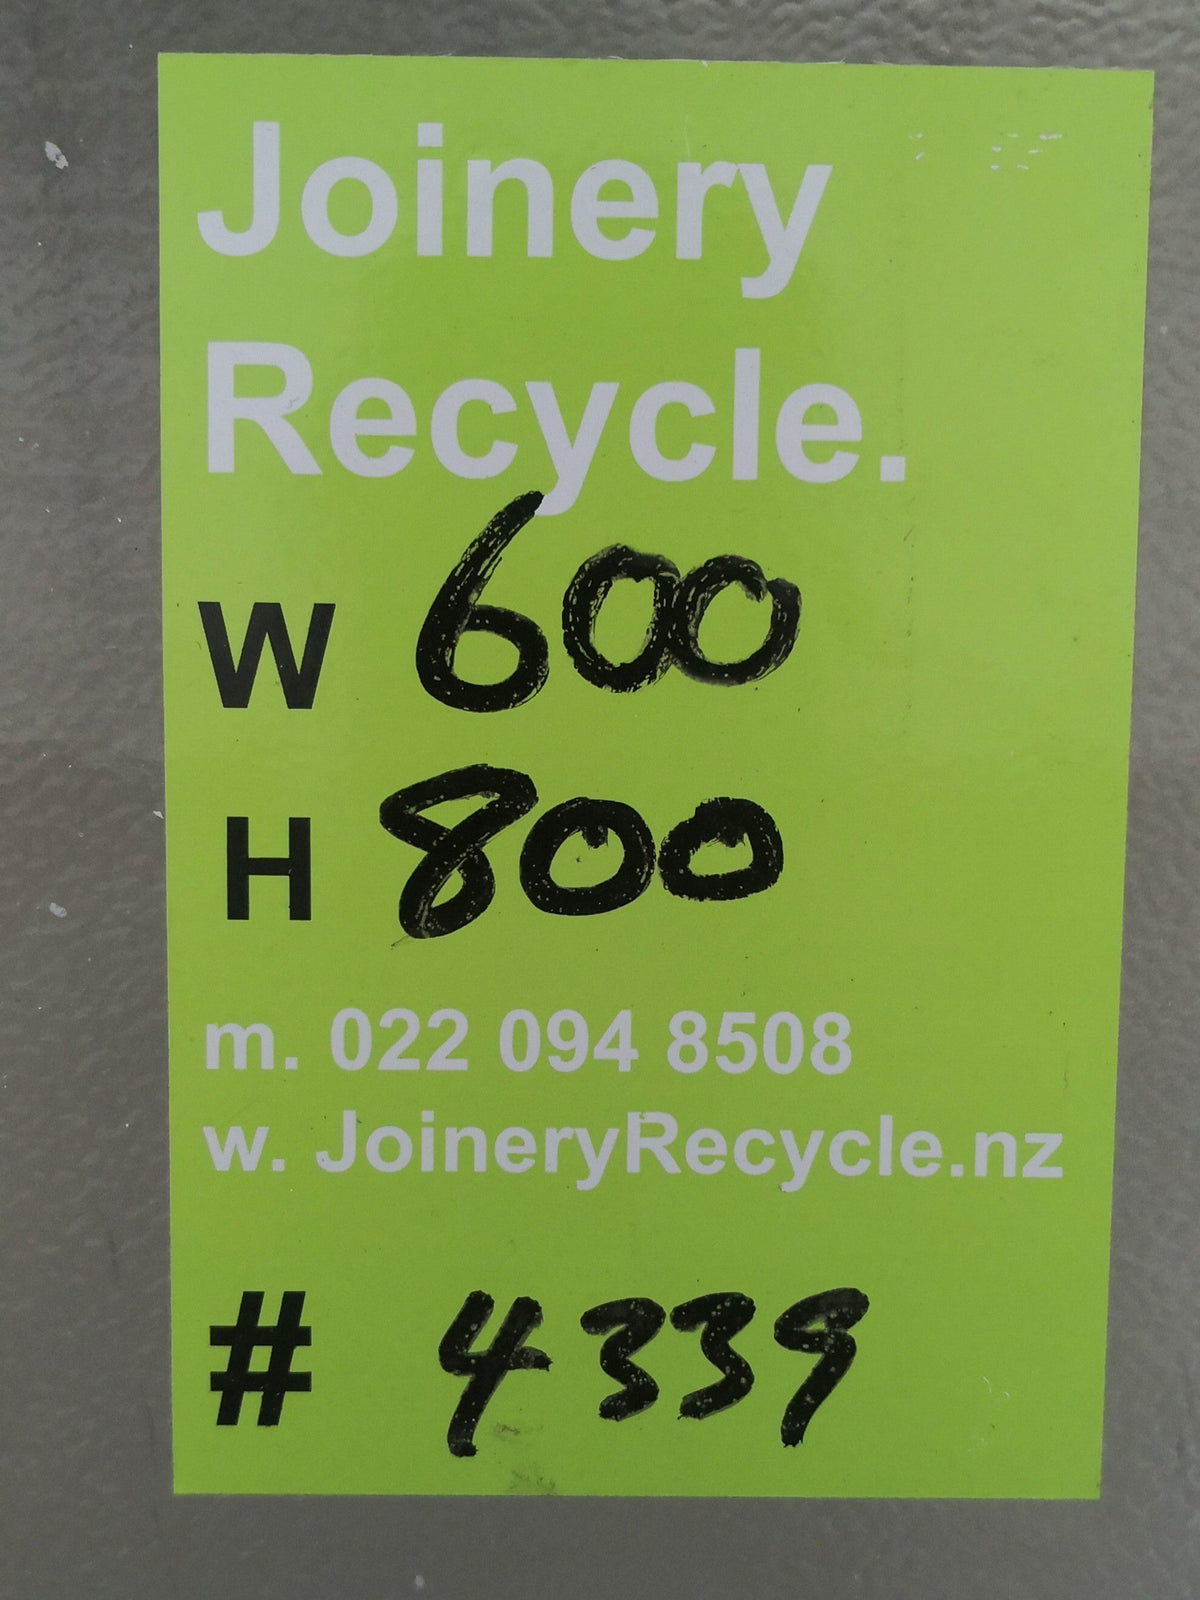 Joinery
Recycle.
W 600
H 800
m. 022 094 8508
w. JoineryRecycle.nz
# 4339